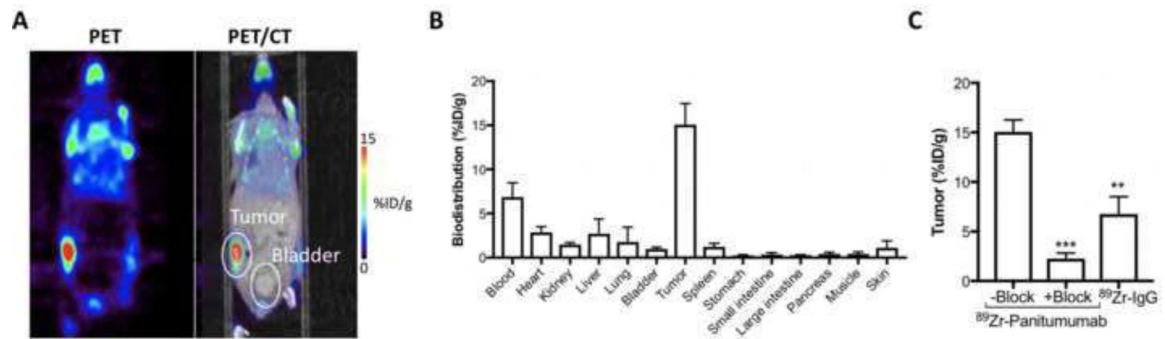 A
PET
PET/CT
Tumor
Bladder
15
%ID/g
0
B
Biodistribution (%ID/g)
20
15
10
5
0
Blood
Heart
Kidney
Liver
Lung
Bladder
Tumor
Spleen
Stomach
Small intestine
Large intestine
Pancreas
Muscle
Skin
C
Tumor (%ID/g)
20
15
10
5
0
***
**
-Block
+Block
⁸⁹Zr-IgG
⁸⁹Zr-Panitumumab